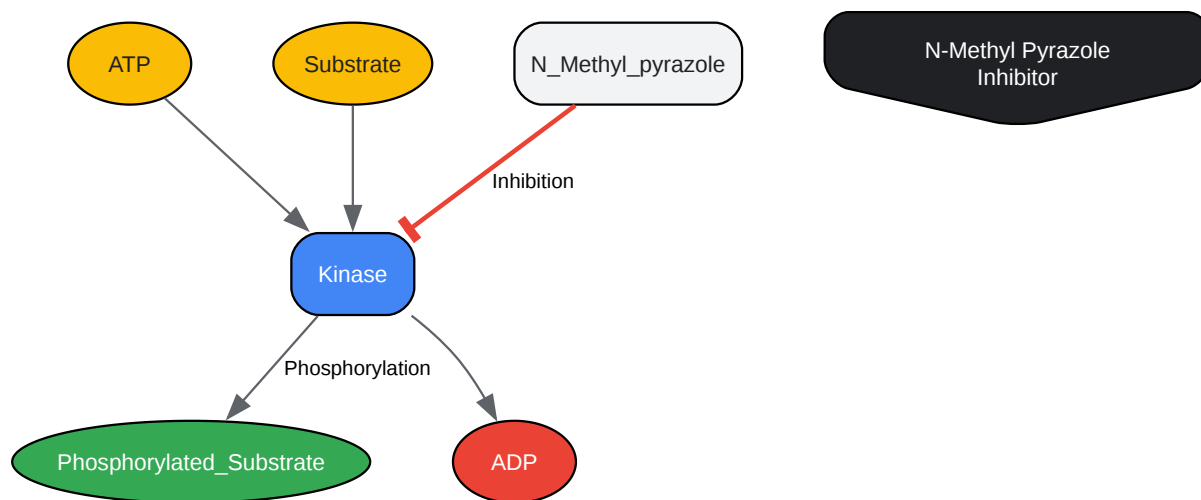 ATP
Substrate
N_Methyl_pyrazole
N-Methyl Pyrazole
Inhibitor
Inhibition
Kinase
Phosphorylation
Phosphorylated_Substrate
ADP